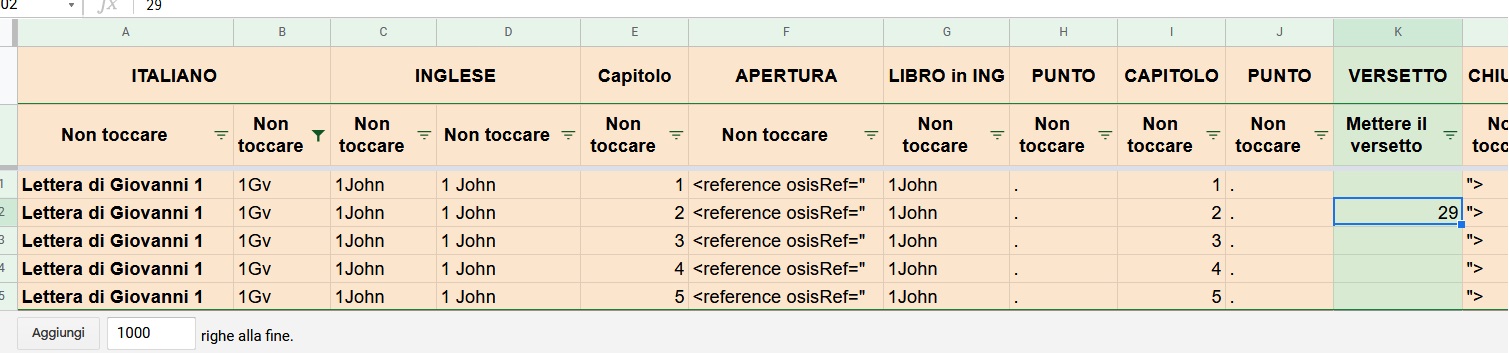 02 fx 29
A B C D E F G H I J K
ITALIANO INGLESE Capitolo APERTURA LIBRO in ING PUNTO CAPITOLO PUNTO VERSETTO CHIU
Non toccare Non toccare Non toccare Non toccare Non toccare Non toccare Non toccare Non toccare Non toccare Non toccare Mettere il versetto
1 Lettera di Giovanni 1 1Gv 1John 1 John 1 <reference osisRef=" 1John . 1 . ">
2 Lettera di Giovanni 1 1Gv 1John 1 John 2 <reference osisRef=" 1John . 2 . 29 ">
3 Lettera di Giovanni 1 1Gv 1John 1 John 3 <reference osisRef=" 1John . 3 . ">
4 Lettera di Giovanni 1 1Gv 1John 1 John 4 <reference osisRef=" 1John . 4 . ">
5 Lettera di Giovanni 1 1Gv 1John 1 John 5 <reference osisRef=" 1John . 5 . ">
Aggiungi 1000 righe alla fine.